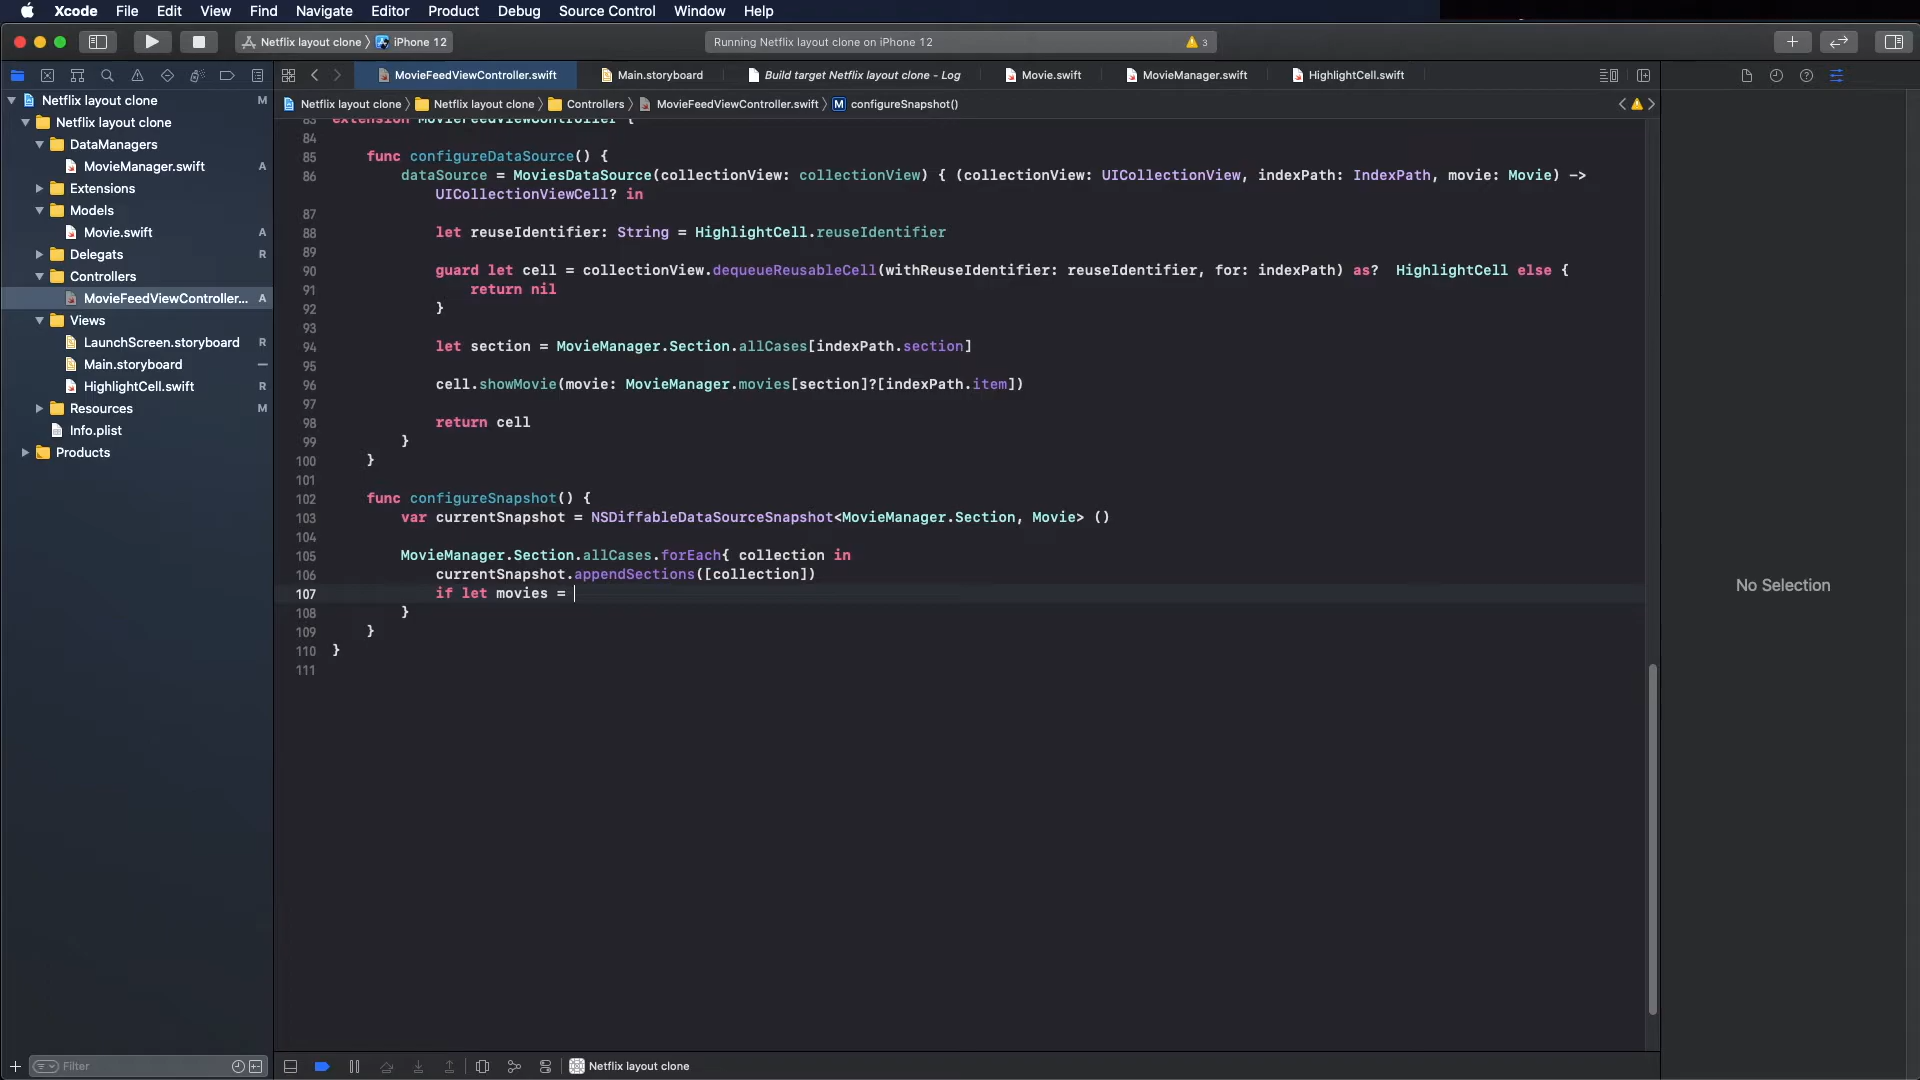 Xcode File Edit View Find Navigate Editor Product Debug Source Control Window Help
Netflix layout clone iPhone 12 Running Netflix layout clone on iPhone 12 3
MovieFeedViewController.swift Main.storyboard Build target Netflix layout clone - Log Movie.swift MovieManager.swift HighlightCell.swift
Netflix layout clone Netflix layout clone Controllers MovieFeedViewController.swift M configureSnapshot()
Netflix layout clone M
Netflix layout clone
DataManagers
MovieManager.swift A
Extensions
Models
Movie.swift A
Delegats R
Controllers
MovieFeedViewController... A
Views
LaunchScreen.storyboard R
Main.storyboard —
HighlightCell.swift R
Resources M
Info.plist
Products
83 extension MovieFeedViewController {
84
85 func configureDataSource() {
86 dataSource = MoviesDataSource(collectionView: collectionView) { (collectionView: UICollectionView, indexPath: IndexPath, movie: Movie) ->
UICollectionViewCell? in
87
88 let reuseIdentifier: String = HighlightCell.reuseIdentifier
89
90 guard let cell = collectionView.dequeueReusableCell(withReuseIdentifier: reuseIdentifier, for: indexPath) as?  HighlightCell else {
91 return nil
92 }
93
94 let section = MovieManager.Section.allCases[indexPath.section]
95
96 cell.showMovie(movie: MovieManager.movies[section]?[indexPath.item])
97
98 return cell
99 }
100 }
101
102 func configureSnapshot() {
103 var currentSnapshot = NSDiffableDataSourceSnapshot<MovieManager.Section, Movie> ()
104
105 MovieManager.Section.allCases.forEach{ collection in
106 currentSnapshot.appendSections([collection])
107 if let movies =
108 }
109 }
110 }
111
No Selection
Filter
Netflix layout clone